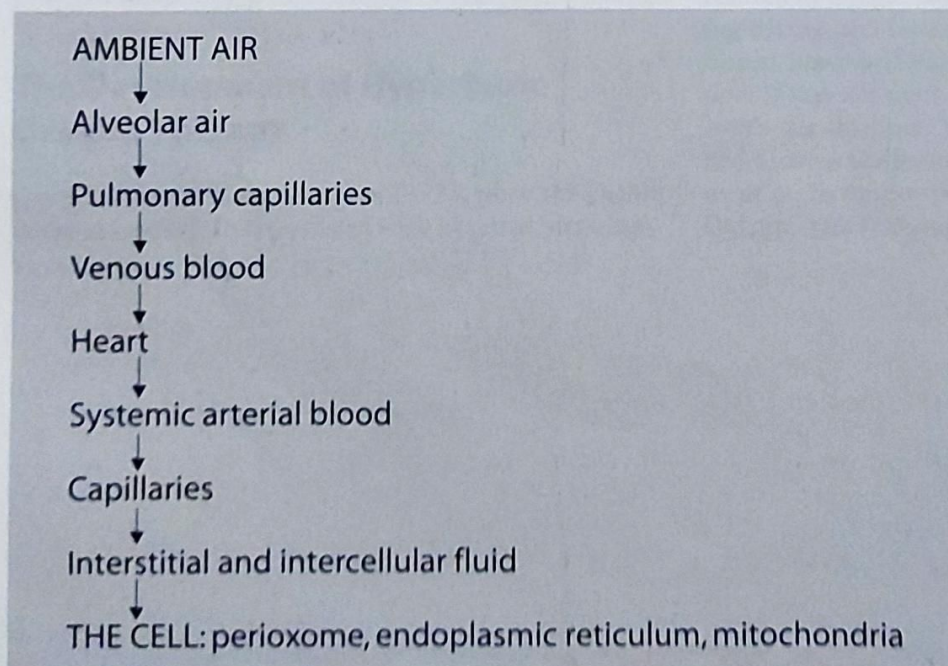 AMBIENT AIR
Alveolar air
Pulmonary capillaries
Venous blood
Heart
Systemic arterial blood
Capillaries
Interstitial and intercellular fluid
THE CELL: perioxome, endoplasmic reticulum, mitochondria